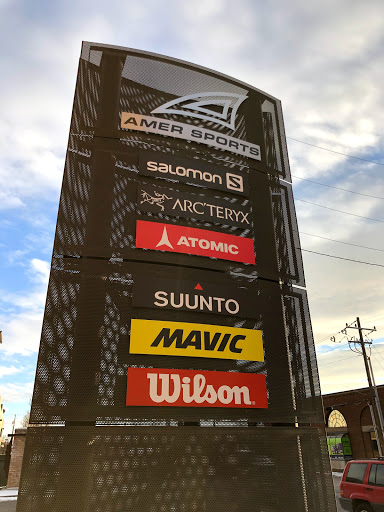 AMER SPORTS
SALOMON S
ARC'TERYX
ATOMIC
SUUNTO
MAVIC
Wilson